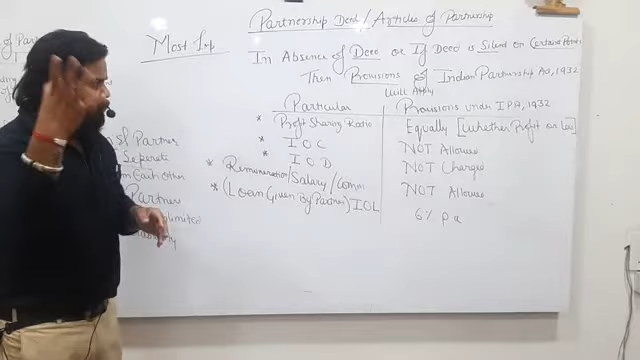 Partnership Deed/Articles of Partnership
Most Imp
In Absence of Deed or If Deed is Silent on Certain Points
Then Provisions of Indian Partnership Act, 1932
Will Apply
Particular Provisions under IPA, 1932
* Profit Sharing Ratio Equally [Whether Profit or Loss]
* IOC NOT Allowed
* IOD NOT Charged
* Remuneration/Salary/Comm NOT Allowed
* (Loan Given By Partner) IOL 6% p.a
of Part
of Partner
Separate
Each Other
Partner